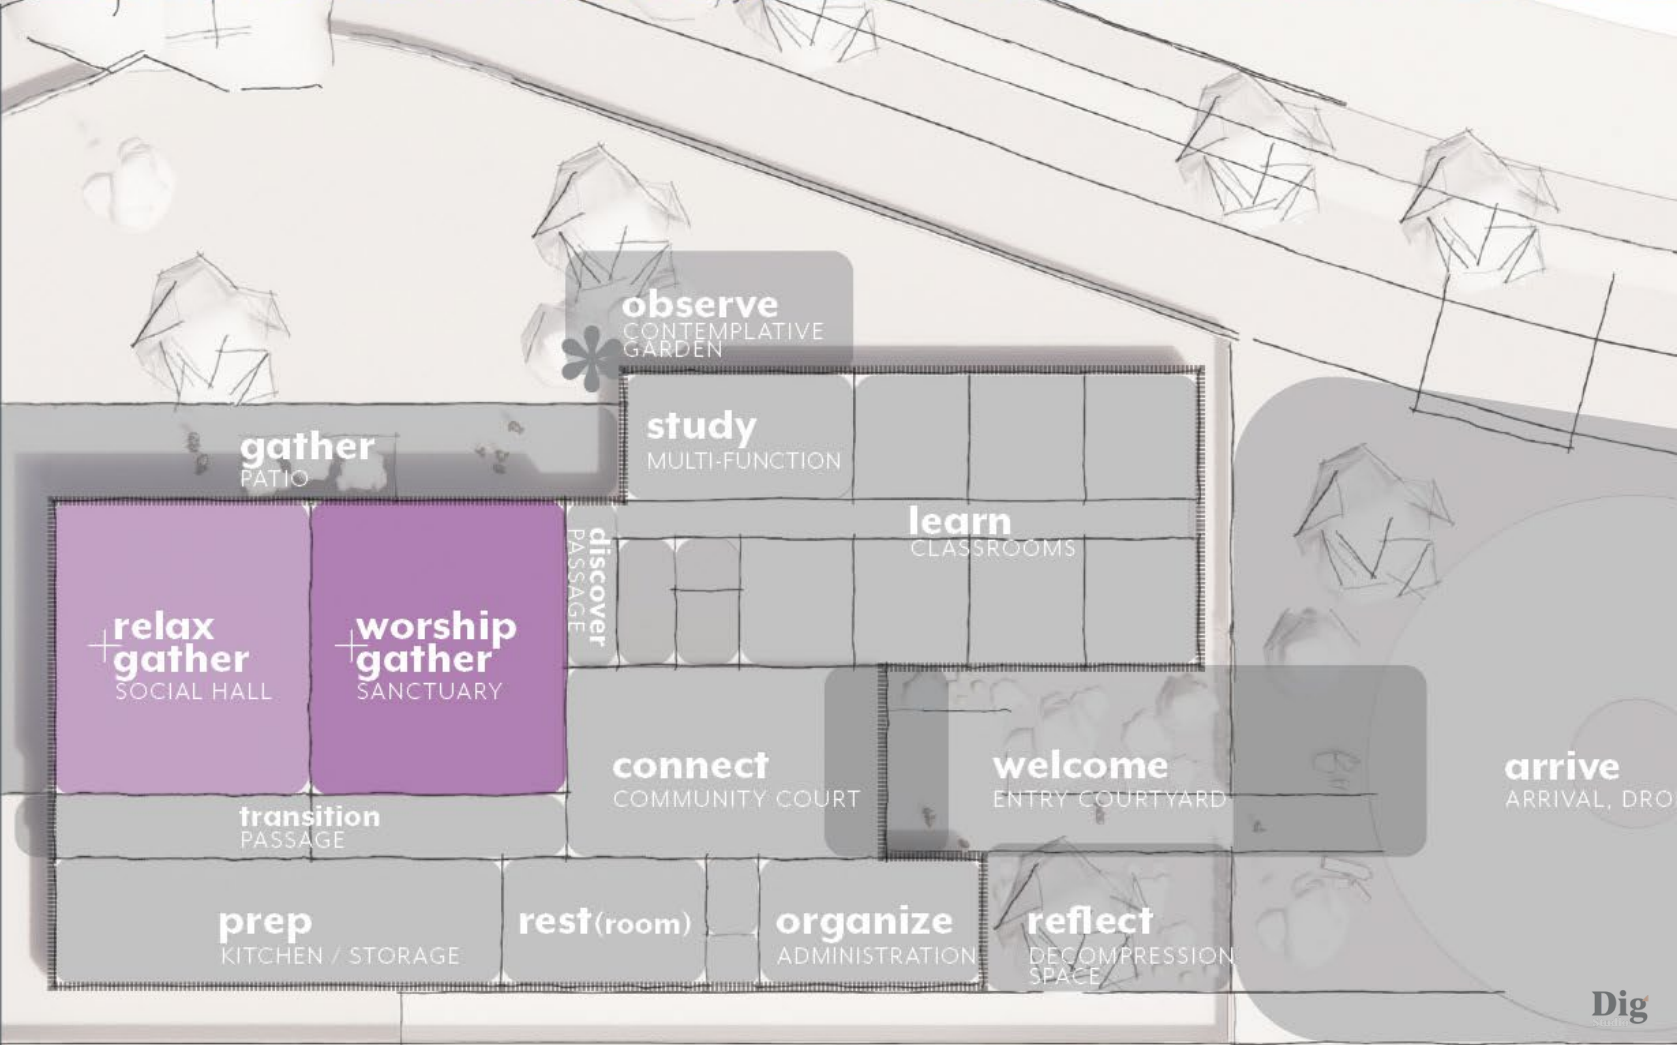 observe
CONTEMPLATIVE
GARDEN
gather
PATIO
study
MULTI-FUNCTION
learn
CLASSROOMS
discover
PASSAGE
+relax
gather
SOCIAL HALL
+worship
gather
SANCTUARY
connect
COMMUNITY COURT
welcome
ENTRY COURTYARD
arrive
ARRIVAL, DRO
transition
PASSAGE
prep
KITCHEN / STORAGE
rest(room)
organize
ADMINISTRATION
reflect
DECOMPRESSION
SPACE
Dig